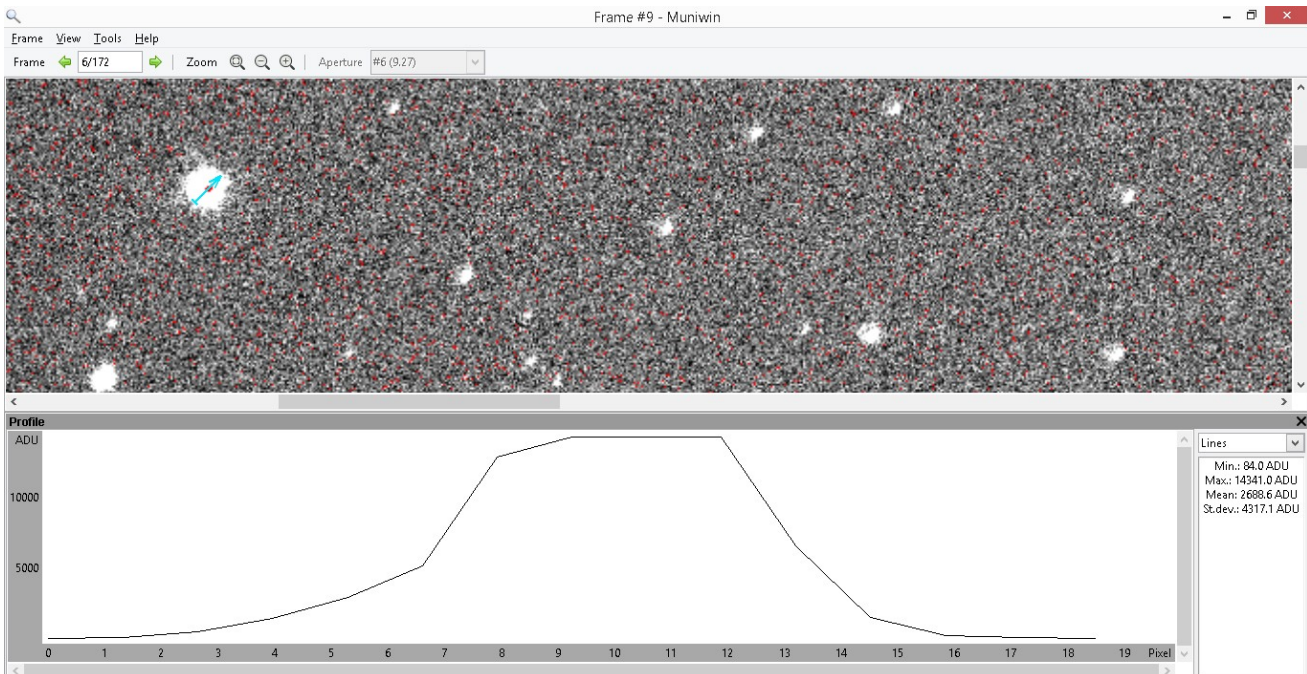 Frame #9 - Muniwin
Frame View Tools Help
Frame 6/172 Zoom Aperture #6 (9.27)
Profile
ADU
10000
5000
0 1 2 3 4 5 6 7 8 9 10 11 12 13 14 15 16 17 18 19 Pixel
Lines
Min.: 84.0 ADU
Max.: 14341.0 ADU
Mean: 2688.6 ADU
St.dev.: 4317.1 ADU